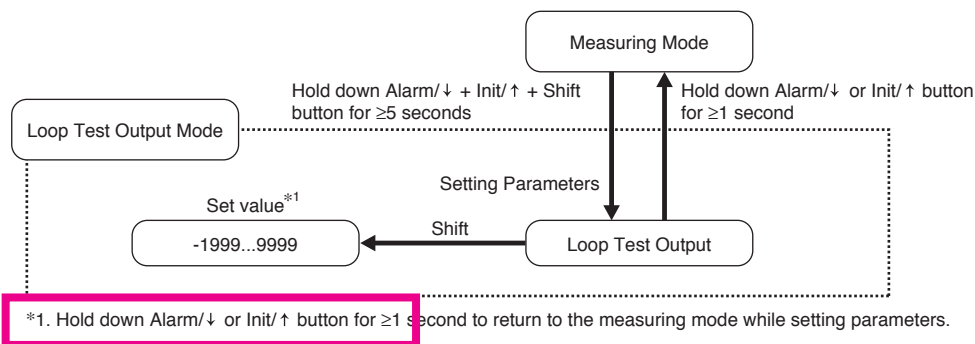 Measuring Mode
Hold down Alarm/↓ + Init/↑ + Shift
button for ≥5 seconds
Hold down Alarm/↓ or Init/↑ button
for ≥1 second
Loop Test Output Mode
Setting Parameters
Set value*1
-1999...9999
Shift
Loop Test Output
*1. Hold down Alarm/↓ or Init/↑ button for ≥1 second to return to the measuring mode while setting parameters.